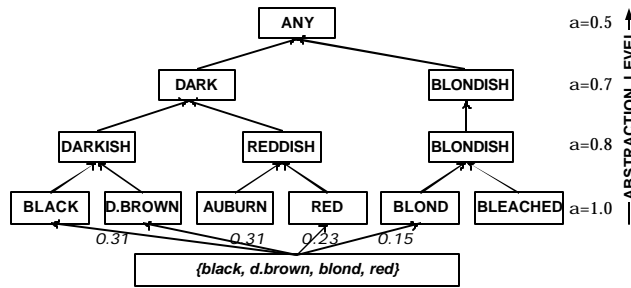 ANY
a=0.5
DARK
BLONDISH
a=0.7
DARKISH
REDDISH
BLONDISH
a=0.8
BLACK
D.BROWN
AUBURN
RED
BLOND
BLEACHED
a=1.0
0.31
0.31
0.23
0.15
{black, d.brown, blond, red}
ABSTRACTION LEVEL